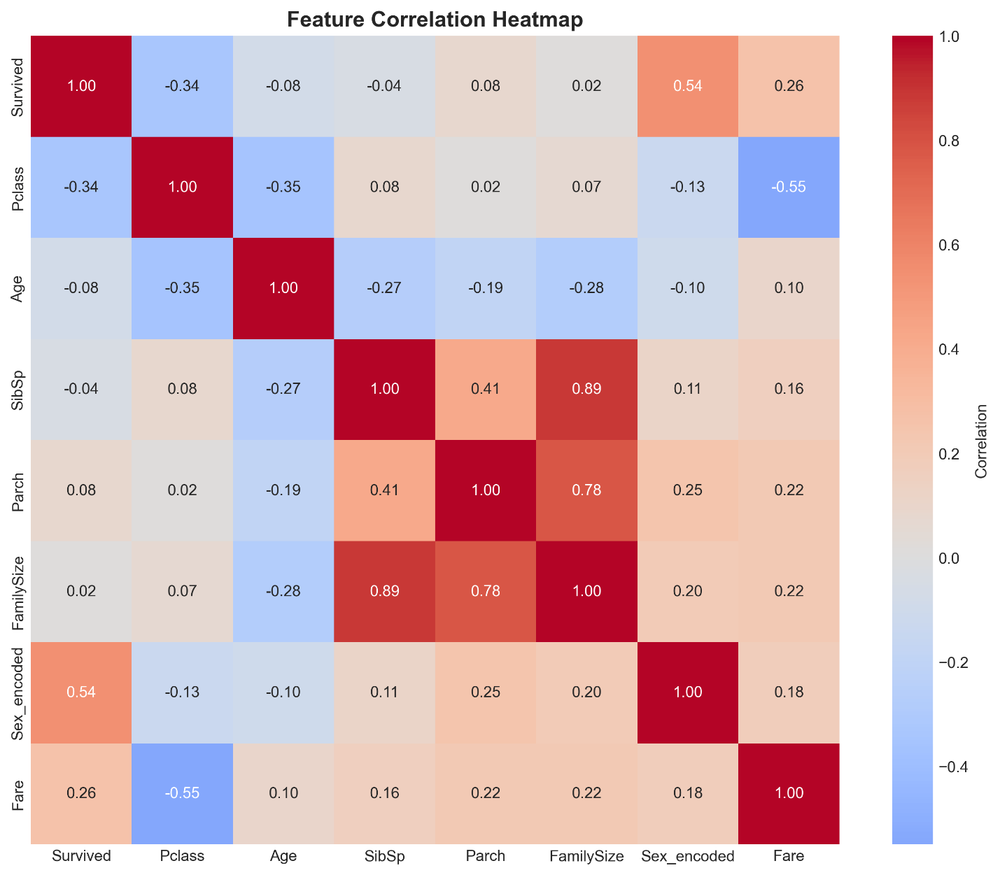 Feature Correlation Heatmap
Survived 1.00 -0.34 -0.08 -0.04 0.08 0.02 0.54 0.26
Pclass -0.34 1.00 -0.35 0.08 0.02 0.07 -0.13 -0.55
Age -0.08 -0.35 1.00 -0.27 -0.19 -0.28 -0.10 0.10
SibSp -0.04 0.08 -0.27 1.00 0.41 0.89 0.11 0.16
Parch 0.08 0.02 -0.19 0.41 1.00 0.78 0.25 0.22
FamilySize 0.02 0.07 -0.28 0.89 0.78 1.00 0.20 0.22
Sex_encoded 0.54 -0.13 -0.10 0.11 0.25 0.20 1.00 0.18
Fare 0.26 -0.55 0.10 0.16 0.22 0.22 0.18 1.00
Survived Pclass Age SibSp Parch FamilySize Sex_encoded Fare
1.0
0.8
0.6
0.4
0.2
0.0
−0.2
−0.4
Correlation